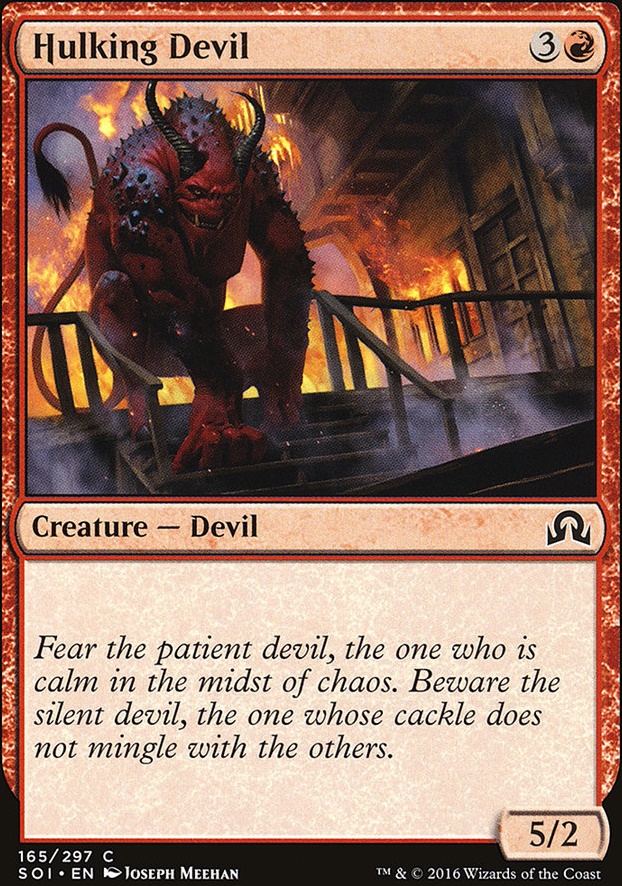 Hulking Devil 3
Creature — Devil
Fear the patient devil, the one who is
calm in the midst of chaos. Beware the
silent devil, the one whose cackle does
not mingle with the others.
5/2
165/297 C
SOI • EN Joseph Meehan
™ & © 2016 Wizards of the Coast